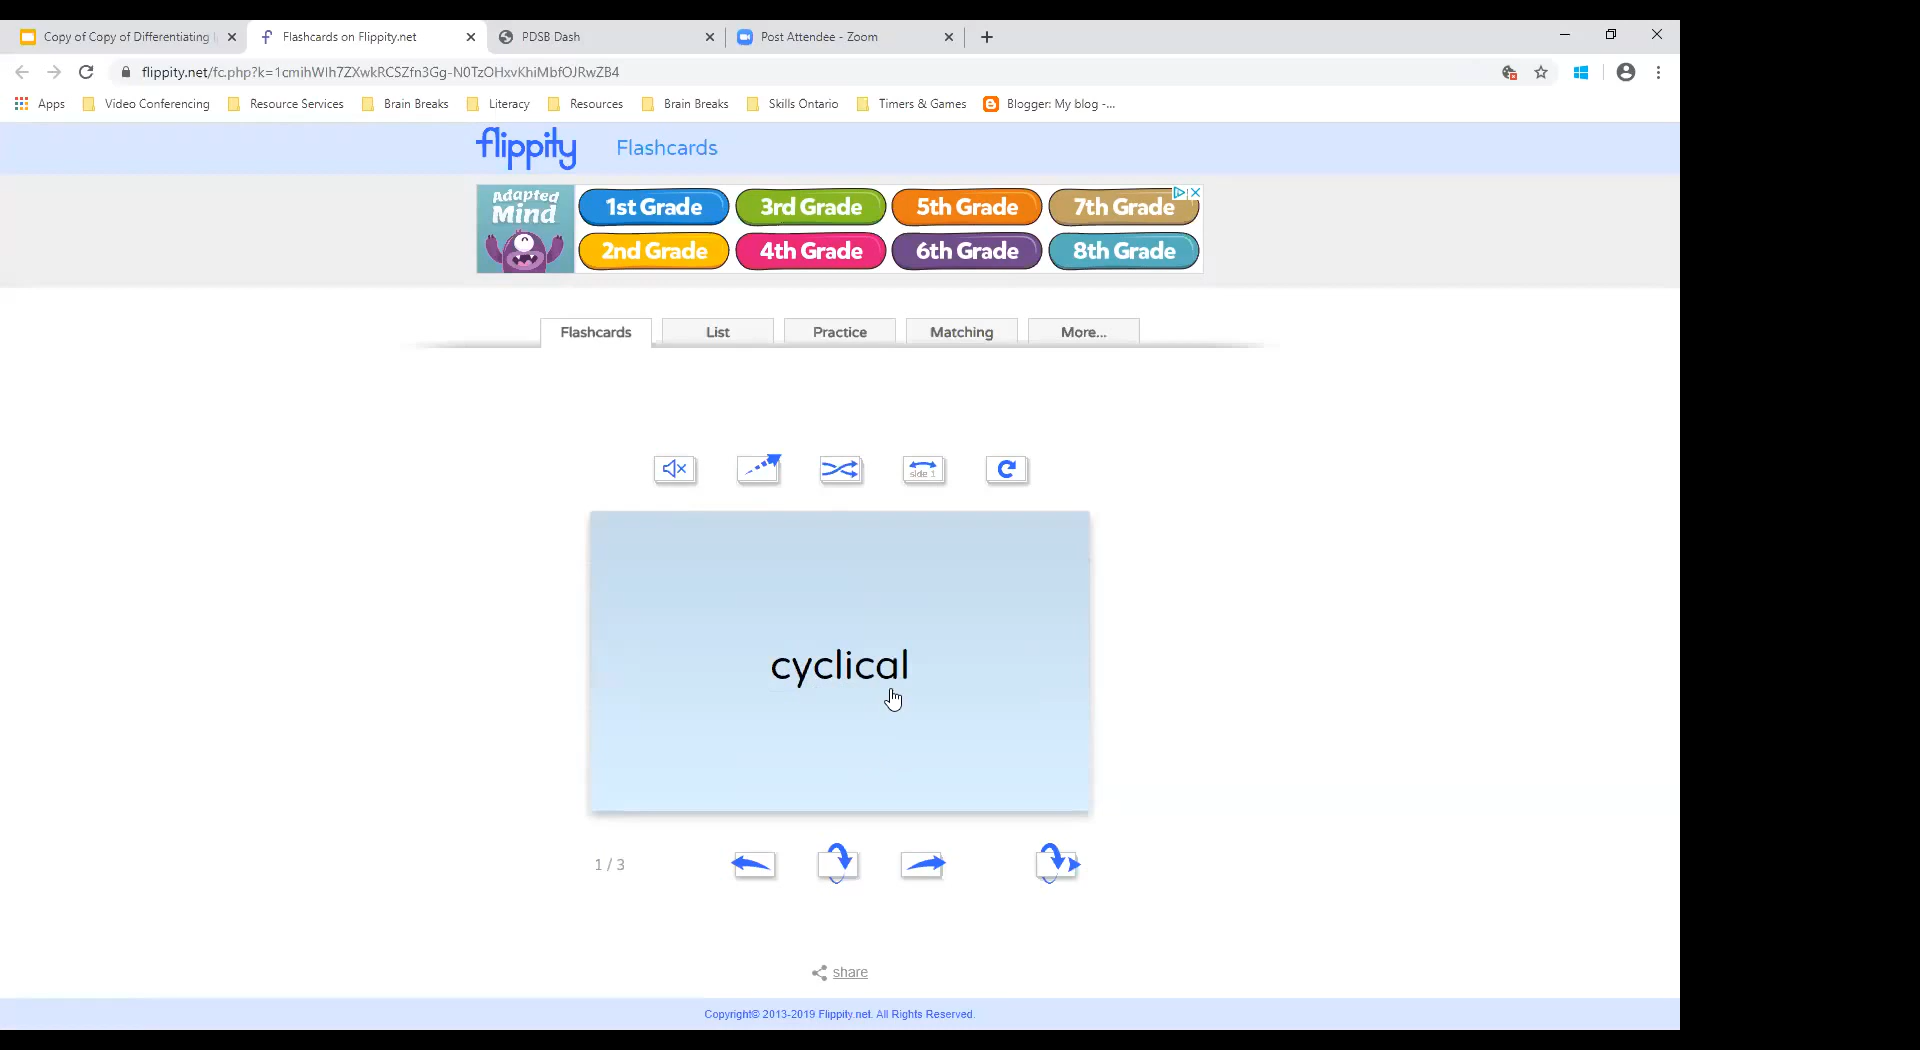 Copy of Copy of Differentiating
Flashcards on Flippity.net
PDSB Dash
Post Attendee - Zoom
flippity.net/fc.php?k=1cmihWIh7ZXwkRCSZfn3Gg-N0TzOHxvKhiMbfOJRwZB4
Apps
Video Conferencing
Resource Services
Brain Breaks
Literacy
Resources
Brain Breaks
Skills Ontario
Timers & Games
Blogger: My blog -...
flippity
Flashcards
Adapted
Mind
1st Grade
3rd Grade
5th Grade
7th Grade
2nd Grade
4th Grade
6th Grade
8th Grade
Flashcards
List
Practice
Matching
More...
side 1
cyclical
1 / 3
share
Copyright© 2013-2019 Flippity.net. All Rights Reserved.